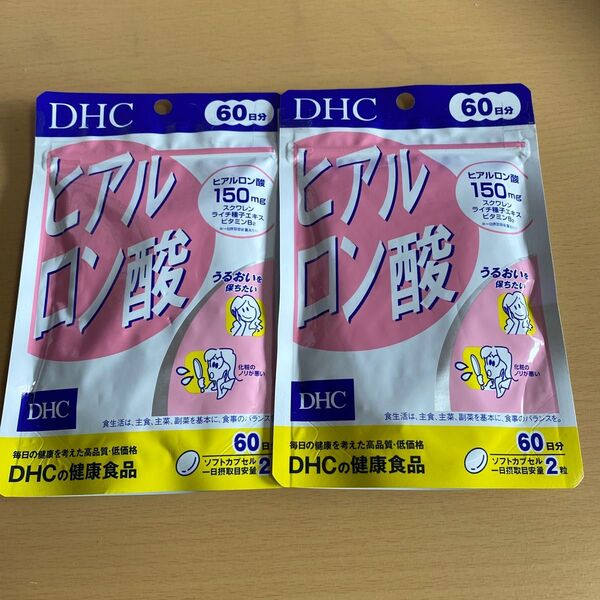 DHC
60日分
ヒアル
ロン酸
ヒアルロン酸
150mg
スクワレン
ライチ種子エキス
ビタミンB2
うるおいを
保ちたい
化粧の
ノリが悪い
DHC
食生活は、主食、主菜、副菜を基本に、食事のバランスを。
毎日の健康を考えた高品質・低価格
DHCの健康食品
60日分
ソフトカプセル
一日摂取目安量 2粒
DHC
60日分
ヒアル
ロン酸
ヒアルロン酸
150mg
スクワレン
ライチ種子エキス
ビタミンB2
うるおいを
保ちたい
化粧の
ノリが悪い
DHC
食生活は、主食、主菜、副菜を基本に、食事のバランスを。
毎日の健康を考えた高品質・低価格
DHCの健康食品
60日分
ソフトカプセル
一日摂取目安量 2粒